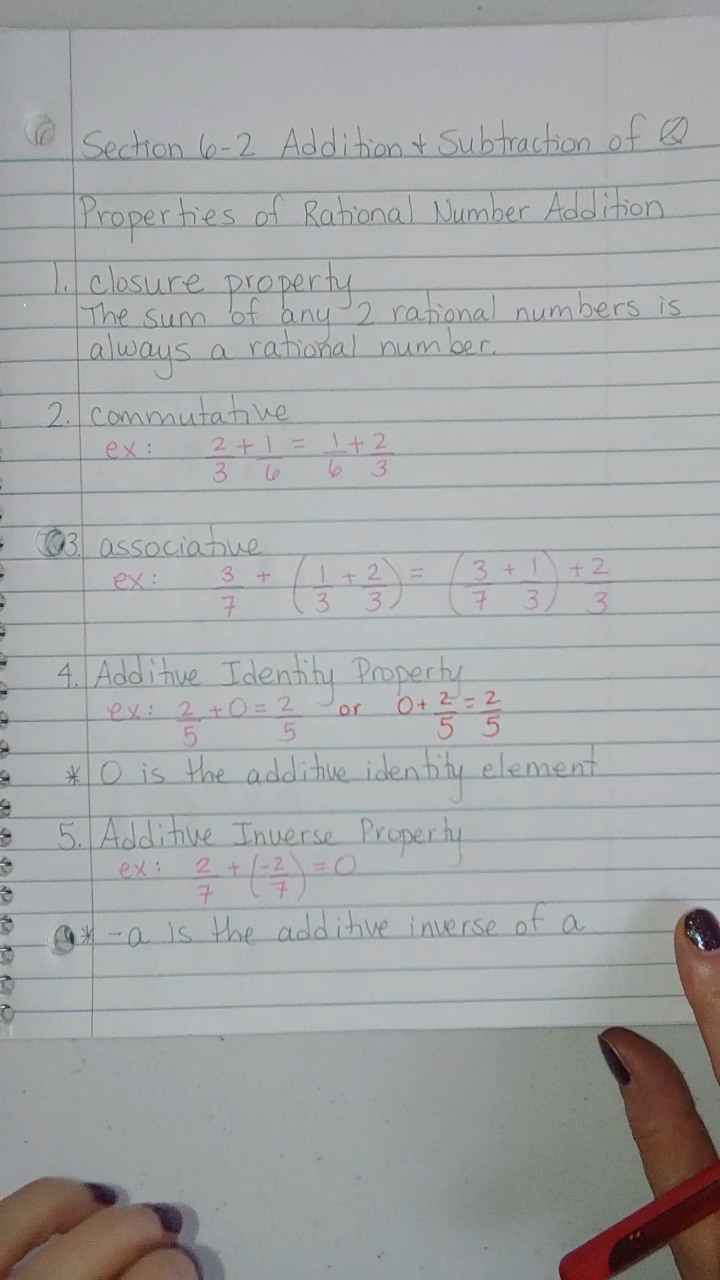 Section 6-2 Addition + Subtraction of Q
Properties of Rational Number Addition
1. closure property
The sum of any 2 rational numbers is
always a rational number.
2. commutative
ex: 2/3 + 1/6 = 1/6 + 2/3
3. associative
ex: 3/7 + (1/3 + 2/3) = (3/7 + 1/3) + 2/3
4. Additive Identity Property
ex: 2/5 + 0 = 2/5 or 0 + 2/5 = 2/5
* 0 is the additive identity element
5. Additive Inverse Property
ex: 2/7 + (-2/7) = 0
* -a is the additive inverse of a